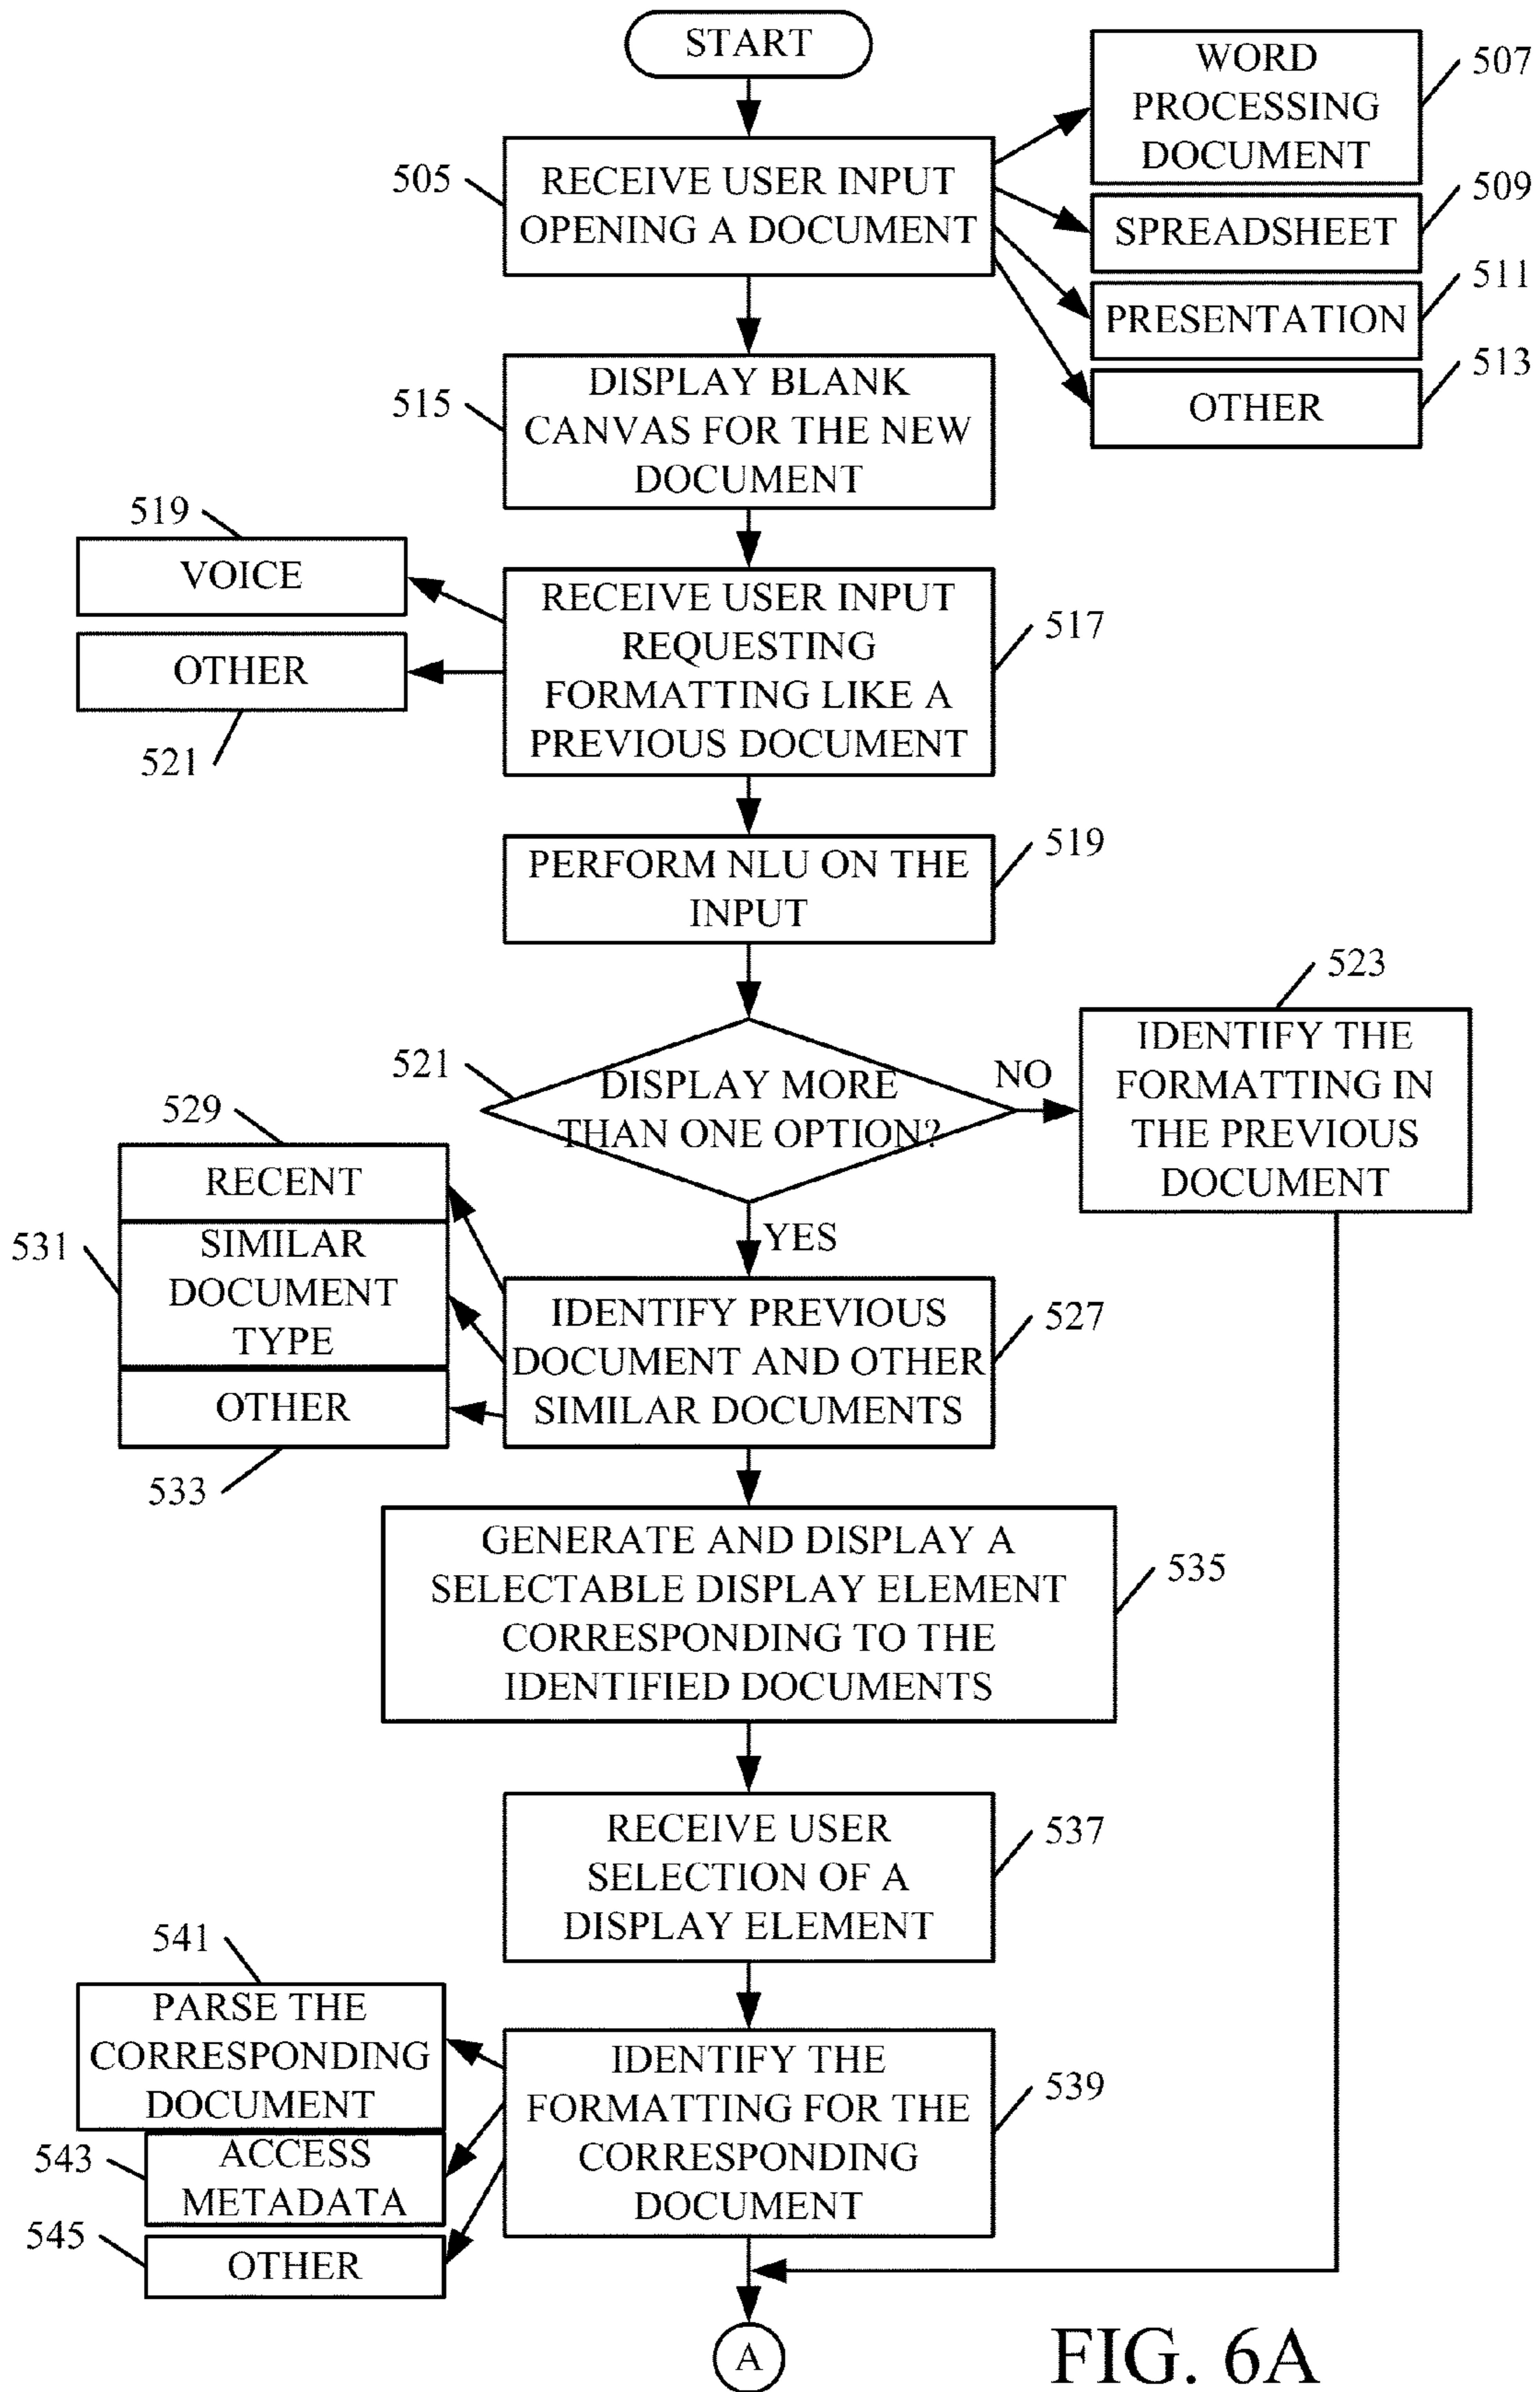 START
WORD
PROCESSING
DOCUMENT
507
505
RECEIVE USER INPUT
OPENING A DOCUMENT
SPREADSHEET
509
PRESENTATION
511
OTHER
513
515
DISPLAY BLANK
CANVAS FOR THE NEW
DOCUMENT
519
VOICE
OTHER
521
RECEIVE USER INPUT
REQUESTING
FORMATTING LIKE A
PREVIOUS DOCUMENT
517
PERFORM NLU ON THE
INPUT
519
521
DISPLAY MORE
THAN ONE OPTION?
NO
523
IDENTIFY THE
FORMATTING IN
THE PREVIOUS
DOCUMENT
YES
529
RECENT
531
SIMILAR
DOCUMENT
TYPE
OTHER
533
IDENTIFY PREVIOUS
DOCUMENT AND OTHER
SIMILAR DOCUMENTS
527
GENERATE AND DISPLAY A
SELECTABLE DISPLAY ELEMENT
CORRESPONDING TO THE
IDENTIFIED DOCUMENTS
535
RECEIVE USER
SELECTION OF A
DISPLAY ELEMENT
537
541
PARSE THE
CORRESPONDING
DOCUMENT
543
ACCESS
METADATA
545
OTHER
IDENTIFY THE
FORMATTING FOR THE
CORRESPONDING
DOCUMENT
539
A
FIG. 6A